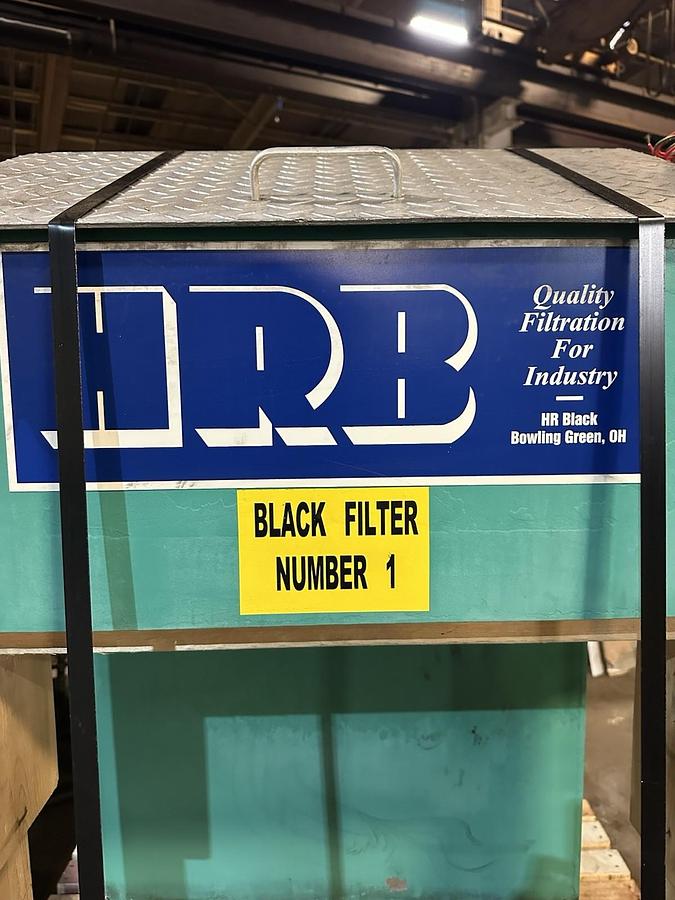 HRB
Quality
Filtration
For
Industry
HR Black
Bowling Green, OH
BLACK FILTER
NUMBER 1